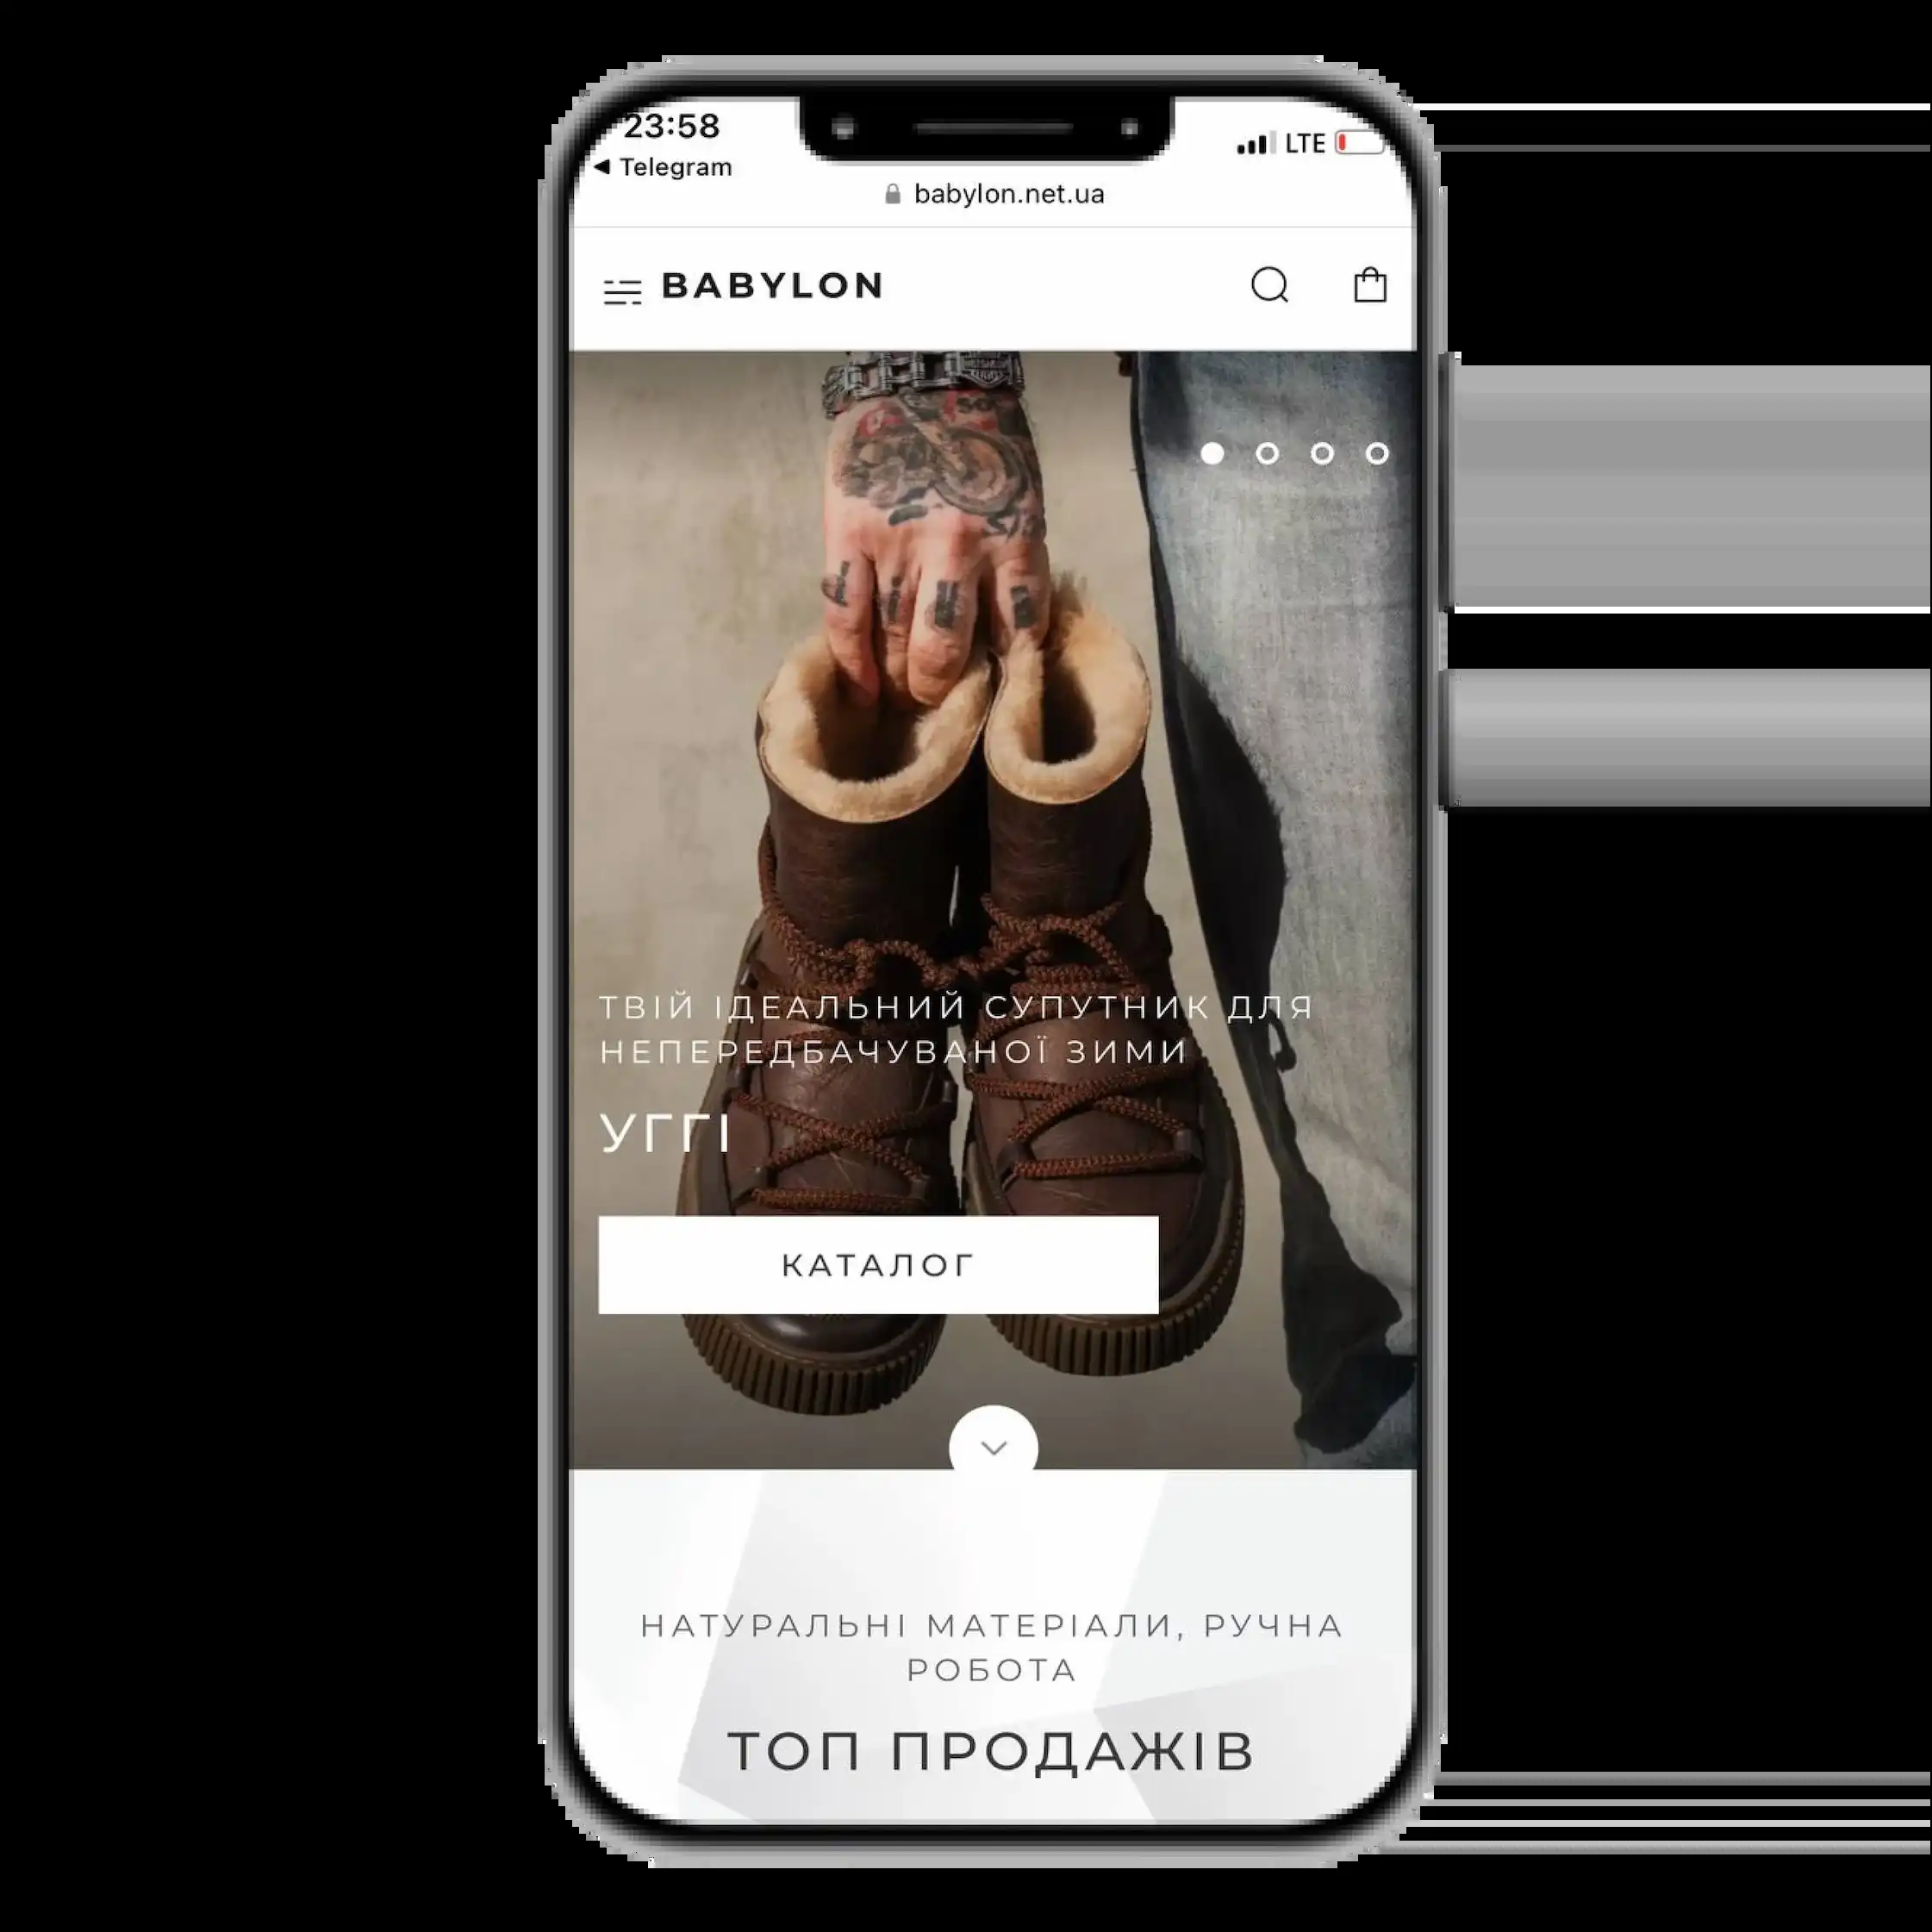 23:58
LTE
◀ Telegram
babylon.net.ua
BABYLON
ТВІЙ ІДЕАЛЬНИЙ СУПУТНИК ДЛЯ
НЕПЕРЕДБАЧУВАНОЇ ЗИМИ
УГГІ
КАТАЛОГ
НАТУРАЛЬНІ МАТЕРІАЛИ, РУЧНА
РОБОТА
ТОП ПРОДАЖІВ